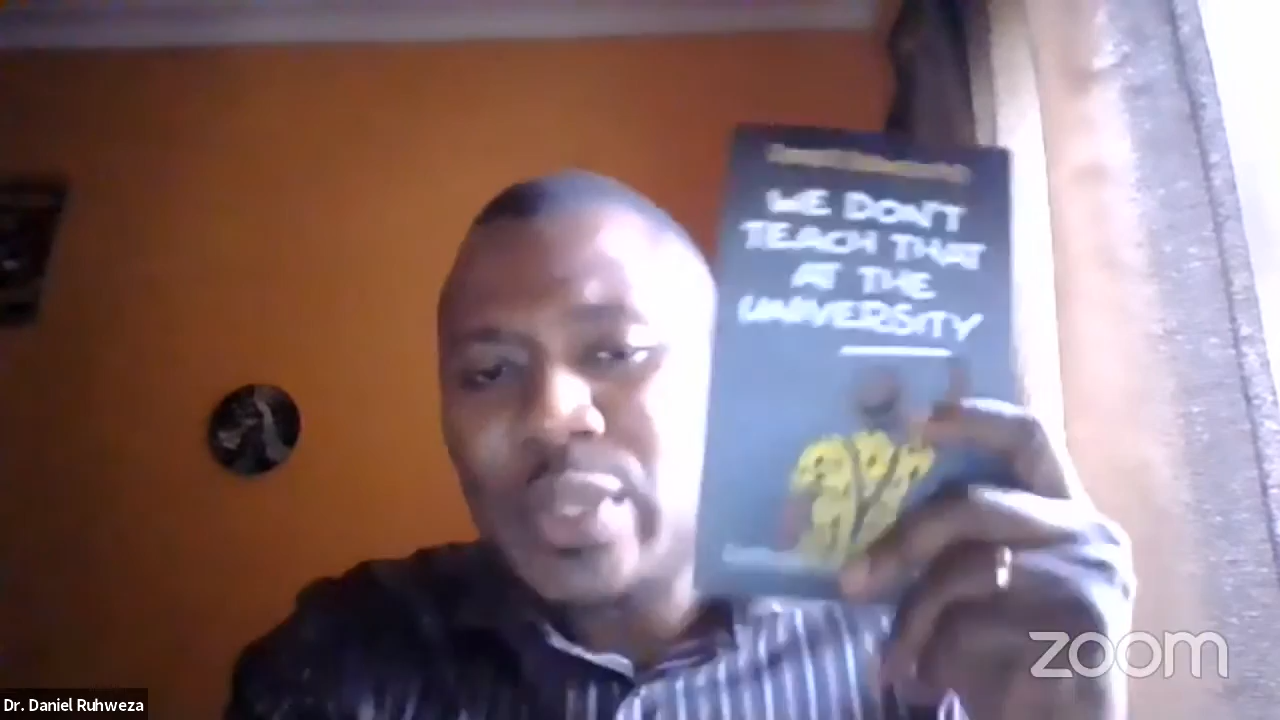 WE DON'T
TEACH THAT
AT THE
UNIVERSITY
zoom
Dr. Daniel Ruhweza